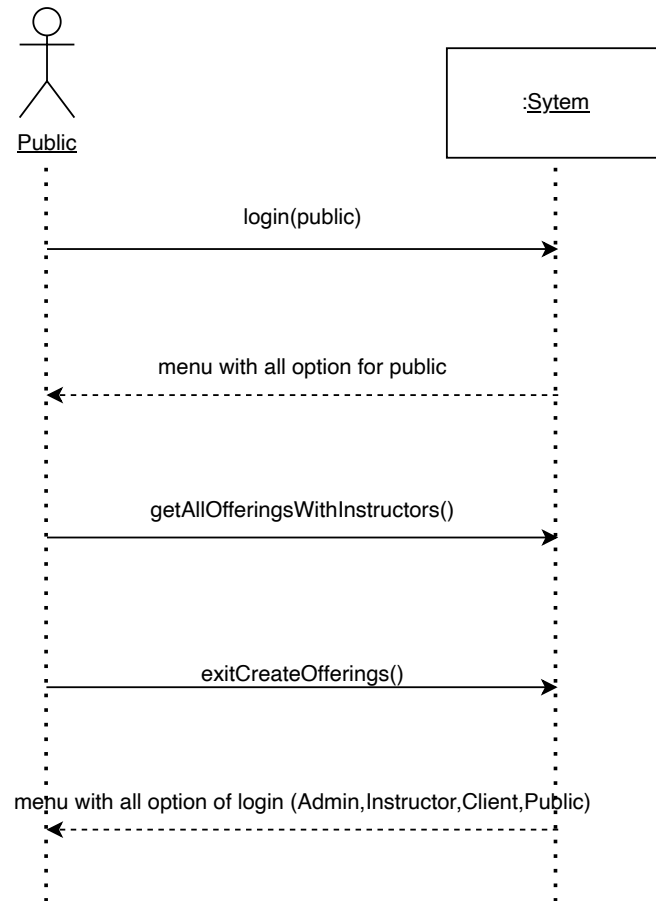 Public
:Sytem
login(public)
menu with all option for public
getAllOfferingsWithInstructors()
exitCreateOfferings()
menu with all option of login (Admin,Instructor,Client,Public)